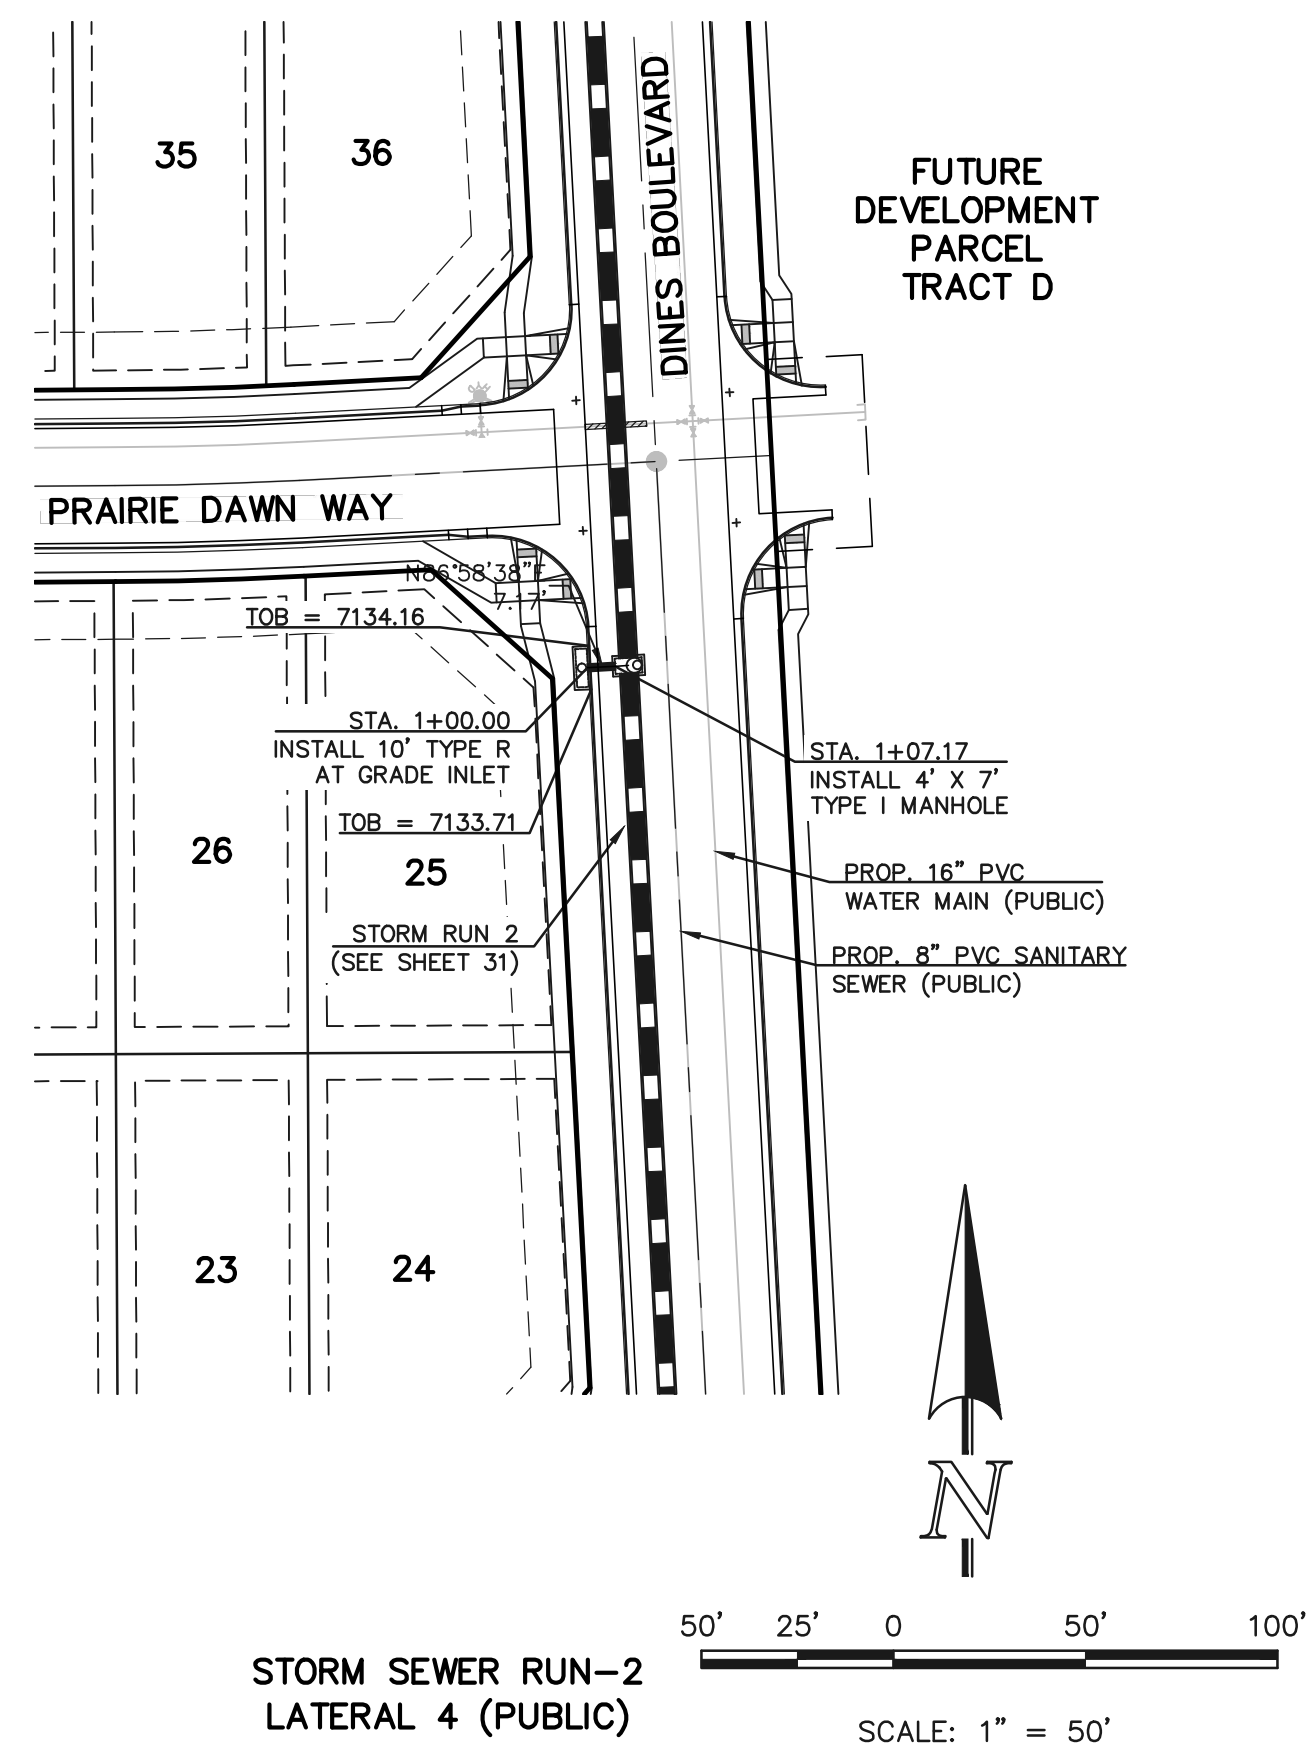 35
36
DINES BOULEVARD
FUTURE
DEVELOPMENT
PARCEL
TRACT D
PRAIRIE DAWN WAY
N86°58'38"E
7.17'
TOB = 7134.16
STA. 1+00.00
INSTALL 10' TYPE R
AT GRADE INLET
STA. 1+07.17
INSTALL 4' X 7'
TYPE I MANHOLE
TOB = 7133.71
26
25
PROP. 16" PVC
WATER MAIN (PUBLIC)
STORM RUN 2
(SEE SHEET 31)
PROP. 8" PVC SANITARY
SEWER (PUBLIC)
23
24
N
50' 25' 0 50' 100'
STORM SEWER RUN-2
LATERAL 4 (PUBLIC)
SCALE: 1" = 50'